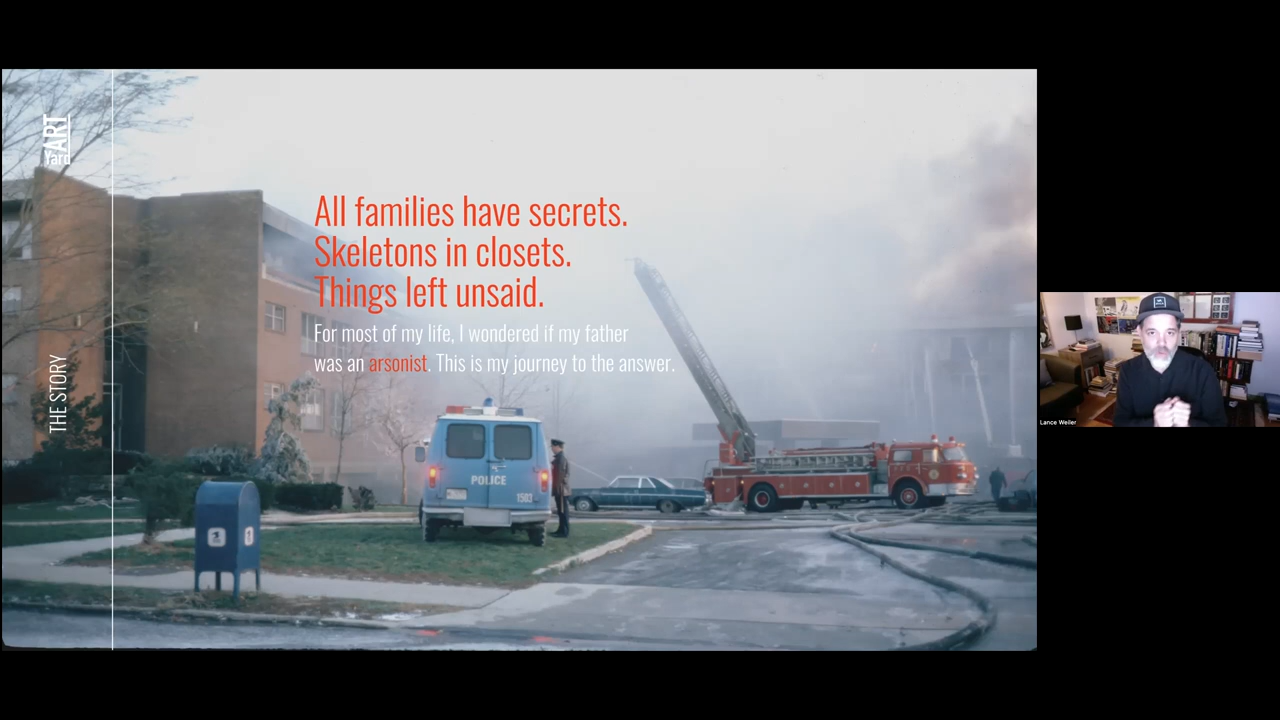 ART
Yard
THE STORY
All families have secrets.
Skeletons in closets.
Things left unsaid.
For most of my life, I wondered if my father
was an arsonist. This is my journey to the answer.
POLICE
1503
1
Lance Weiler